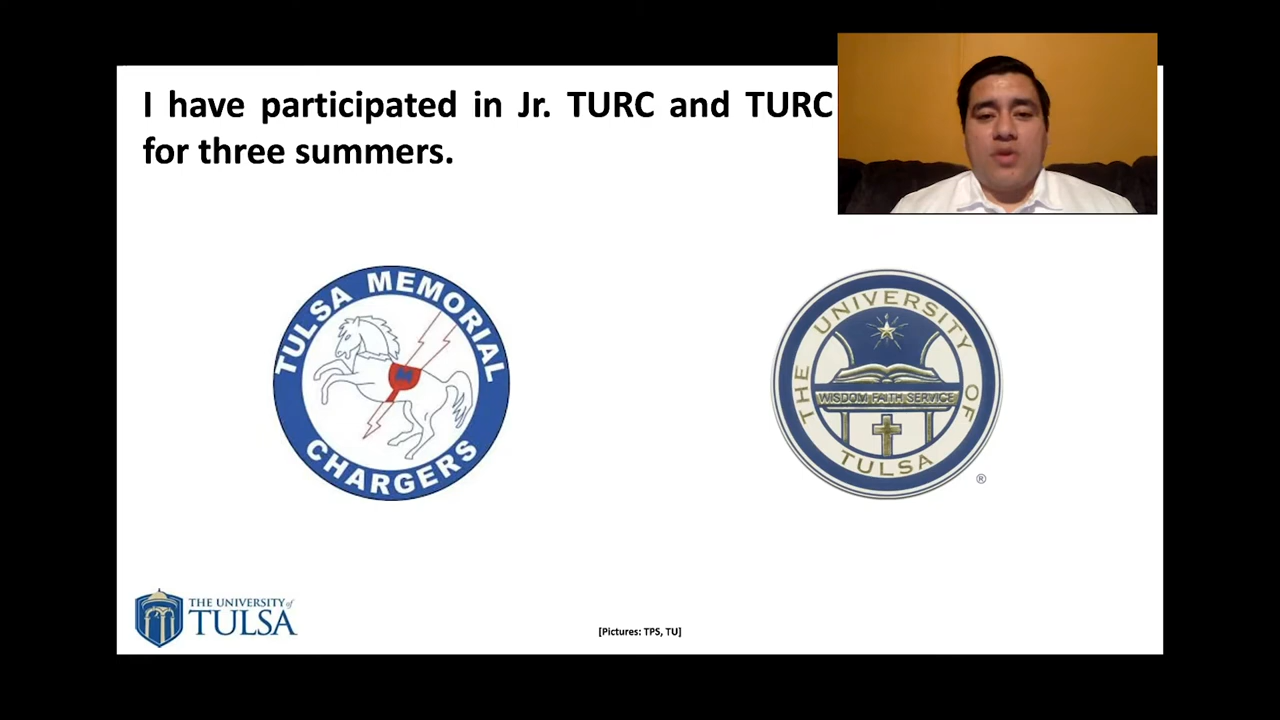 I have participated in Jr. TURC and TURC
for three summers.
TULSA MEMORIAL
CHARGERS
THE UNIVERSITY OF
WISDOM FAITH SERVICE
TULSA
®
THE UNIVERSITY of
TULSA
[Pictures: TPS, TU]